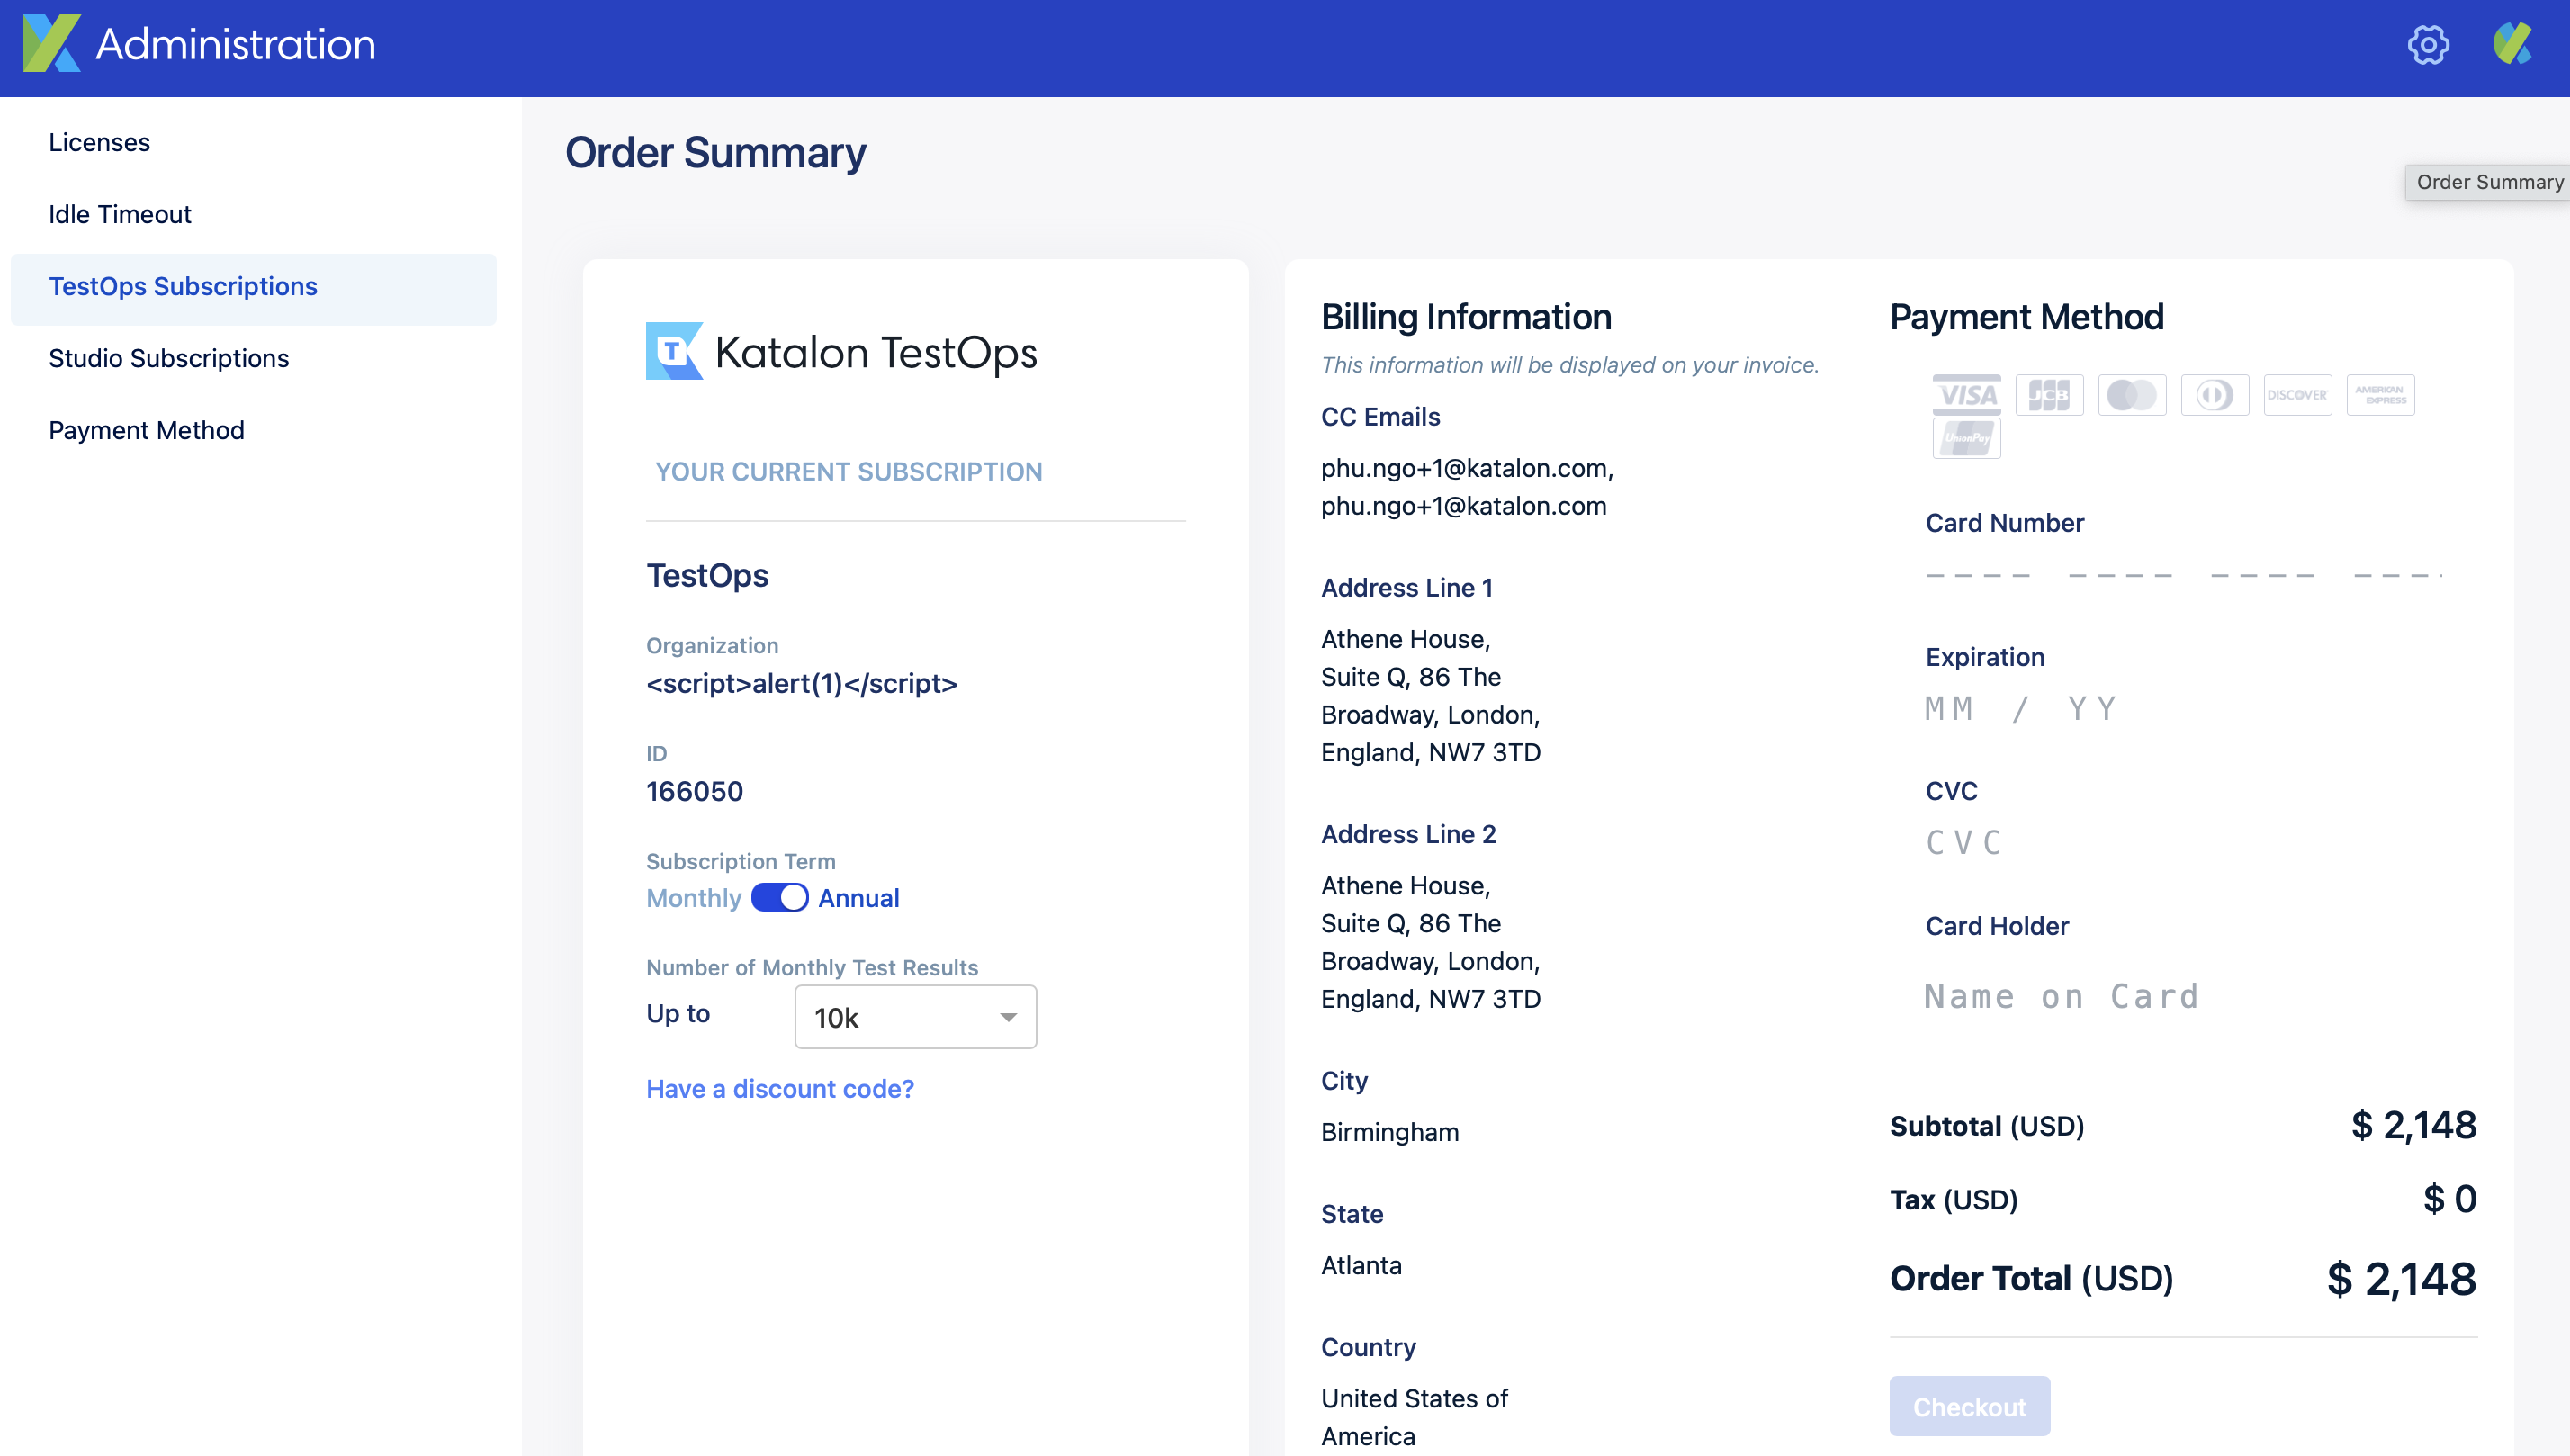 Administration
Licenses
Idle Timeout
TestOps Subscriptions
Studio Subscriptions
Payment Method
Order Summary
Order Summary
T
Katalon TestOps
YOUR CURRENT SUBSCRIPTION
TestOps
Organization
<script>alert(1)</script>
ID
166050
Subscription Term
Monthly Annual
Number of Monthly Test Results
Up to 10k
Have a discount code?
Billing Information
This information will be displayed on your invoice.
CC Emails
phu.ngo+1@katalon.com,
phu.ngo+1@katalon.com
Address Line 1
Athene House,
Suite Q, 86 The
Broadway, London,
England, NW7 3TD
Address Line 2
Athene House,
Suite Q, 86 The
Broadway, London,
England, NW7 3TD
City
Birmingham
State
Atlanta
Country
United States of
America
Payment Method
VISA JCB DISCOVER AMERICAN EXPRESS
UnionPay
Card Number
Expiration
MM / YY
CVC
CVC
Card Holder
Name on Card
Subtotal (USD) $ 2,148
Tax (USD) $ 0
Order Total (USD) $ 2,148
Checkout